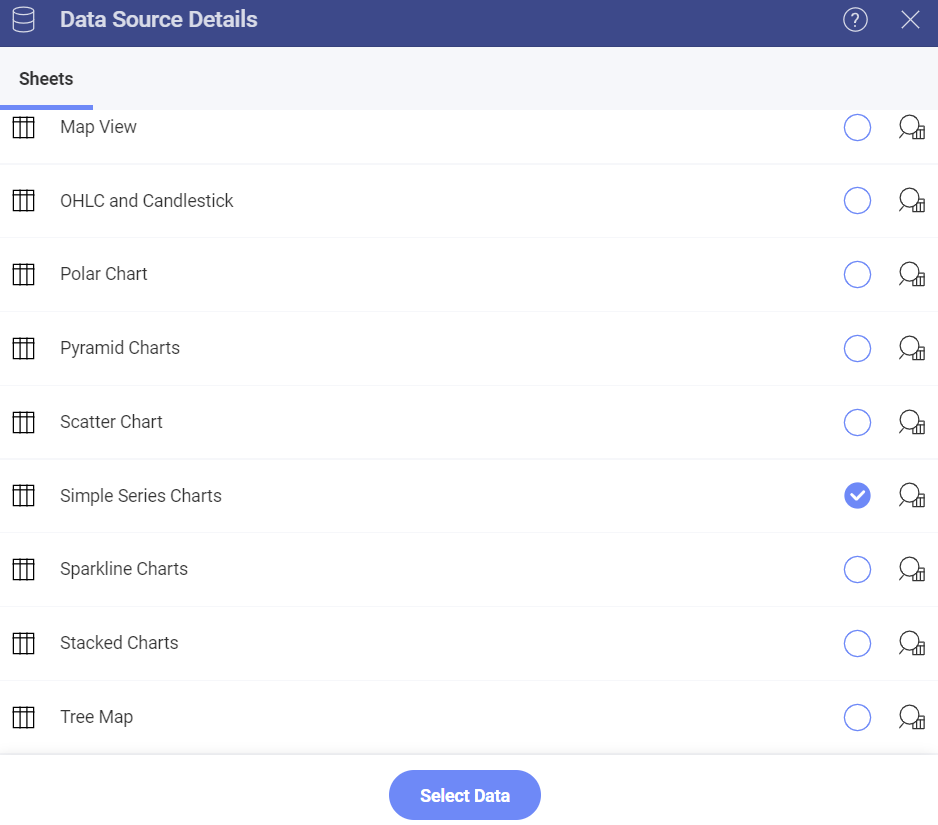 Data Source Details
?
Sheets
Map View
OHLC and Candlestick
Polar Chart
Pyramid Charts
Scatter Chart
Simple Series Charts
Sparkline Charts
Stacked Charts
Tree Map
Select Data